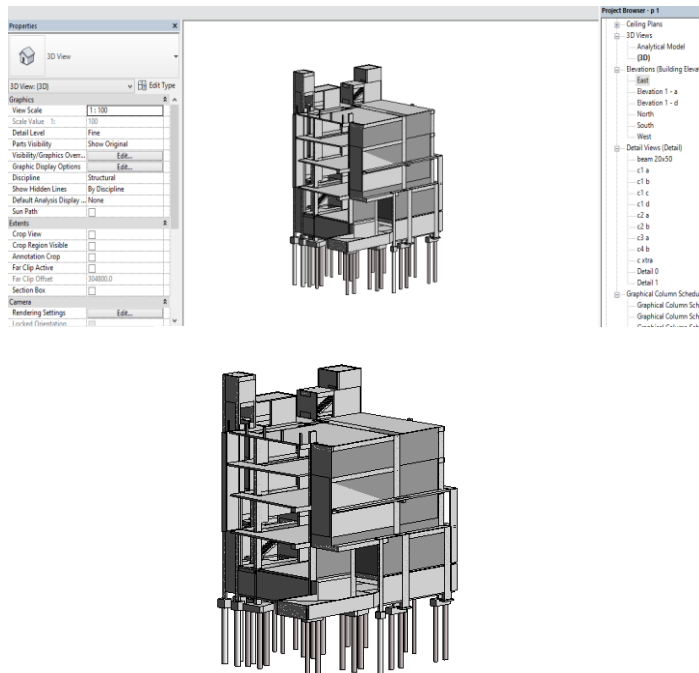 Properties
3D View
3D View: {3D}
Edit Type
Graphics
View Scale 1 : 100
Scale Value 1: 100
Detail Level Fine
Parts Visibility Show Original
Visibility/Graphics Overr... Edit...
Graphic Display Options Edit...
Discipline Structural
Show Hidden Lines By Discipline
Default Analysis Display ... None
Sun Path
Extents
Crop View
Crop Region Visible
Annotation Crop
Far Clip Active
Far Clip Offset 304800.0
Section Box
Camera
Rendering Settings Edit...
Locked Orientation
Project Browser - p 1
Ceiling Plans
3D Views
Analytical Model
{3D}
Elevations (Building Elevat
East
Elevation 1 - a
Elevation 1 - d
North
South
West
Detail Views (Detail)
beam 20x50
c1 a
c1 b
c1 c
c1 d
c2 a
c2 b
c3 a
c4 b
c xtra
Detail 0
Detail 1
Graphical Column Schedu
Graphical Column Sch
Graphical Column Sch
Graphical Column Sch